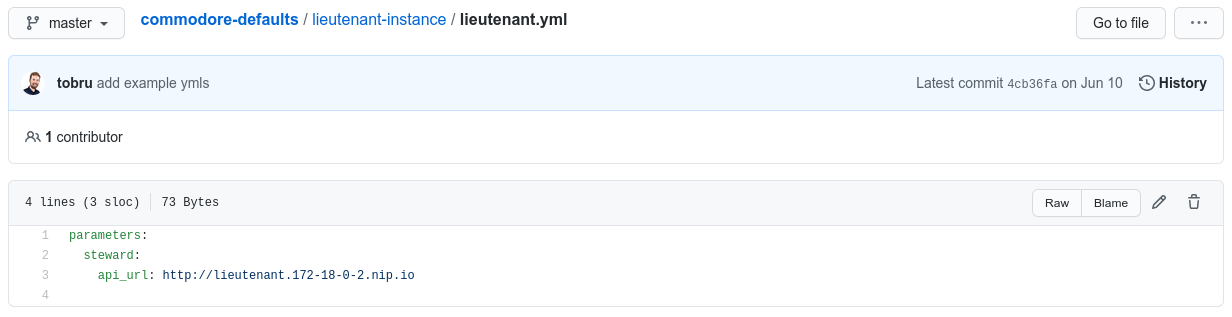 master commodore-defaults / lieutenant-instance / lieutenant.yml Go to file ...
tobru add example ymls Latest commit 4cb36fa on Jun 10 History
1 contributor
4 lines (3 sloc) 73 Bytes Raw Blame
1 parameters:
2   steward:
3     api_url: http://lieutenant.172-18-0-2.nip.io
4